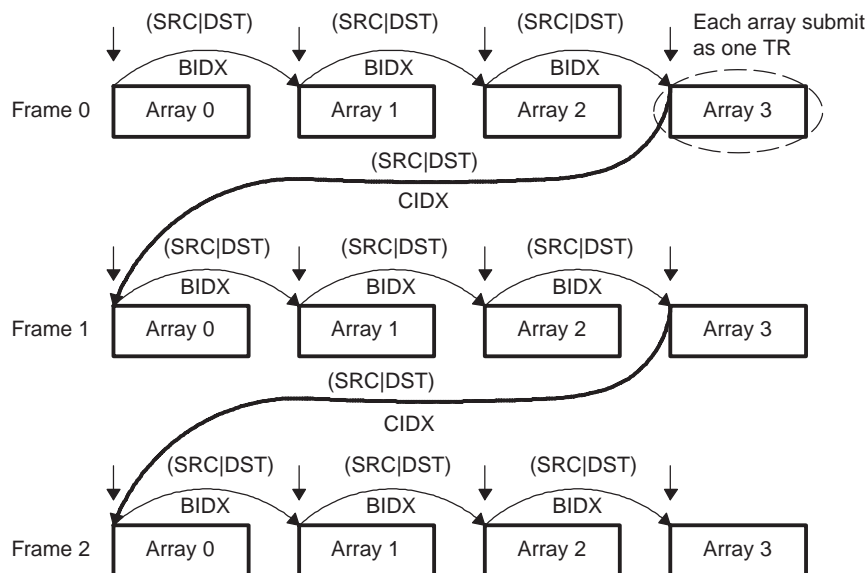 (SRC|DST) (SRC|DST) (SRC|DST) Each array submit
as one TR
BIDX BIDX BIDX
Frame 0 Array 0 Array 1 Array 2 Array 3
(SRC|DST)
CIDX
(SRC|DST) (SRC|DST) (SRC|DST)
BIDX BIDX BIDX
Frame 1 Array 0 Array 1 Array 2 Array 3
(SRC|DST)
CIDX
(SRC|DST) (SRC|DST) (SRC|DST)
BIDX BIDX BIDX
Frame 2 Array 0 Array 1 Array 2 Array 3